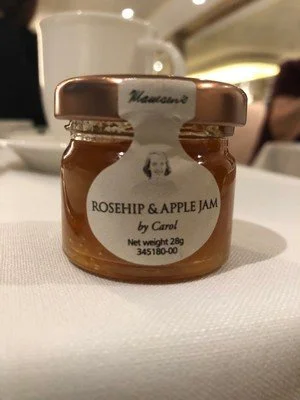 ROSEHIP & APPLE JAM
by Carol
Net weight 28g
345180-00